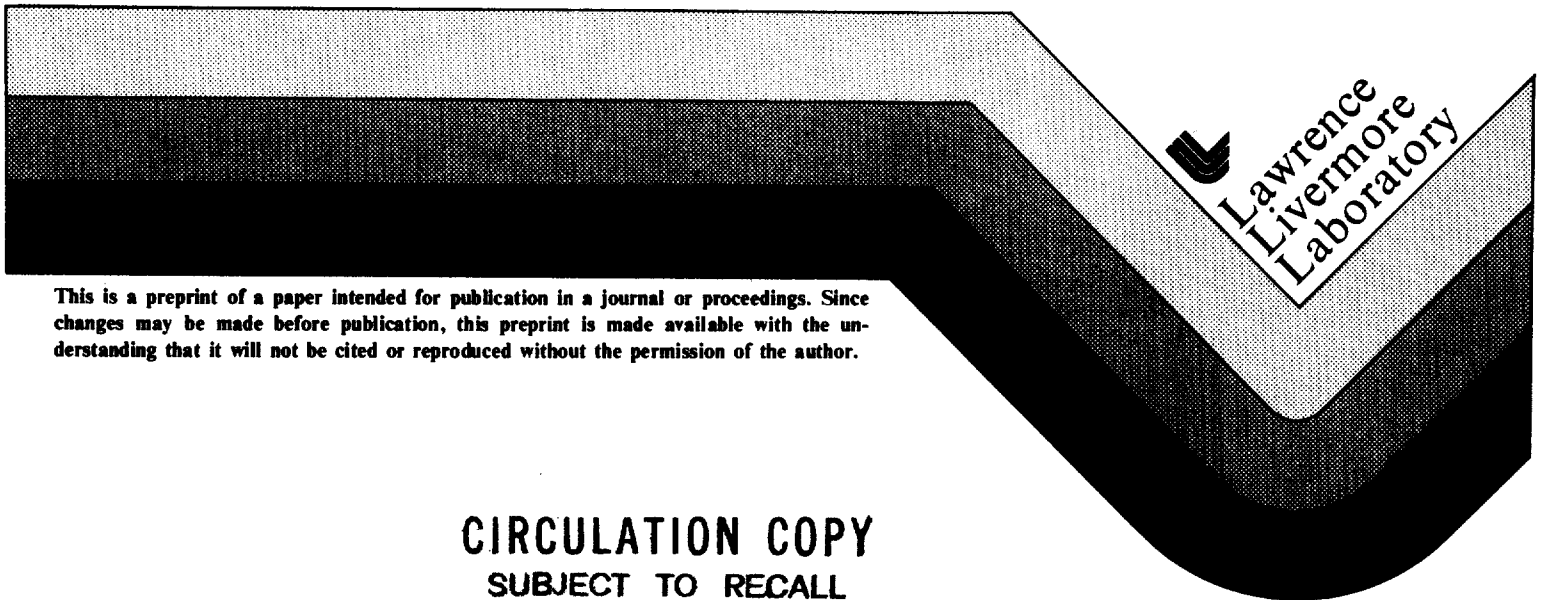 Lawrence
Livermore
Laboratory
This is a preprint of a paper intended for publication in a journal or proceedings. Since
changes may be made before publication, this preprint is made available with the un-
derstanding that it will not be cited or reproduced without the permission of the author.
CIRCULATION COPY
SUBJECT TO RECALL